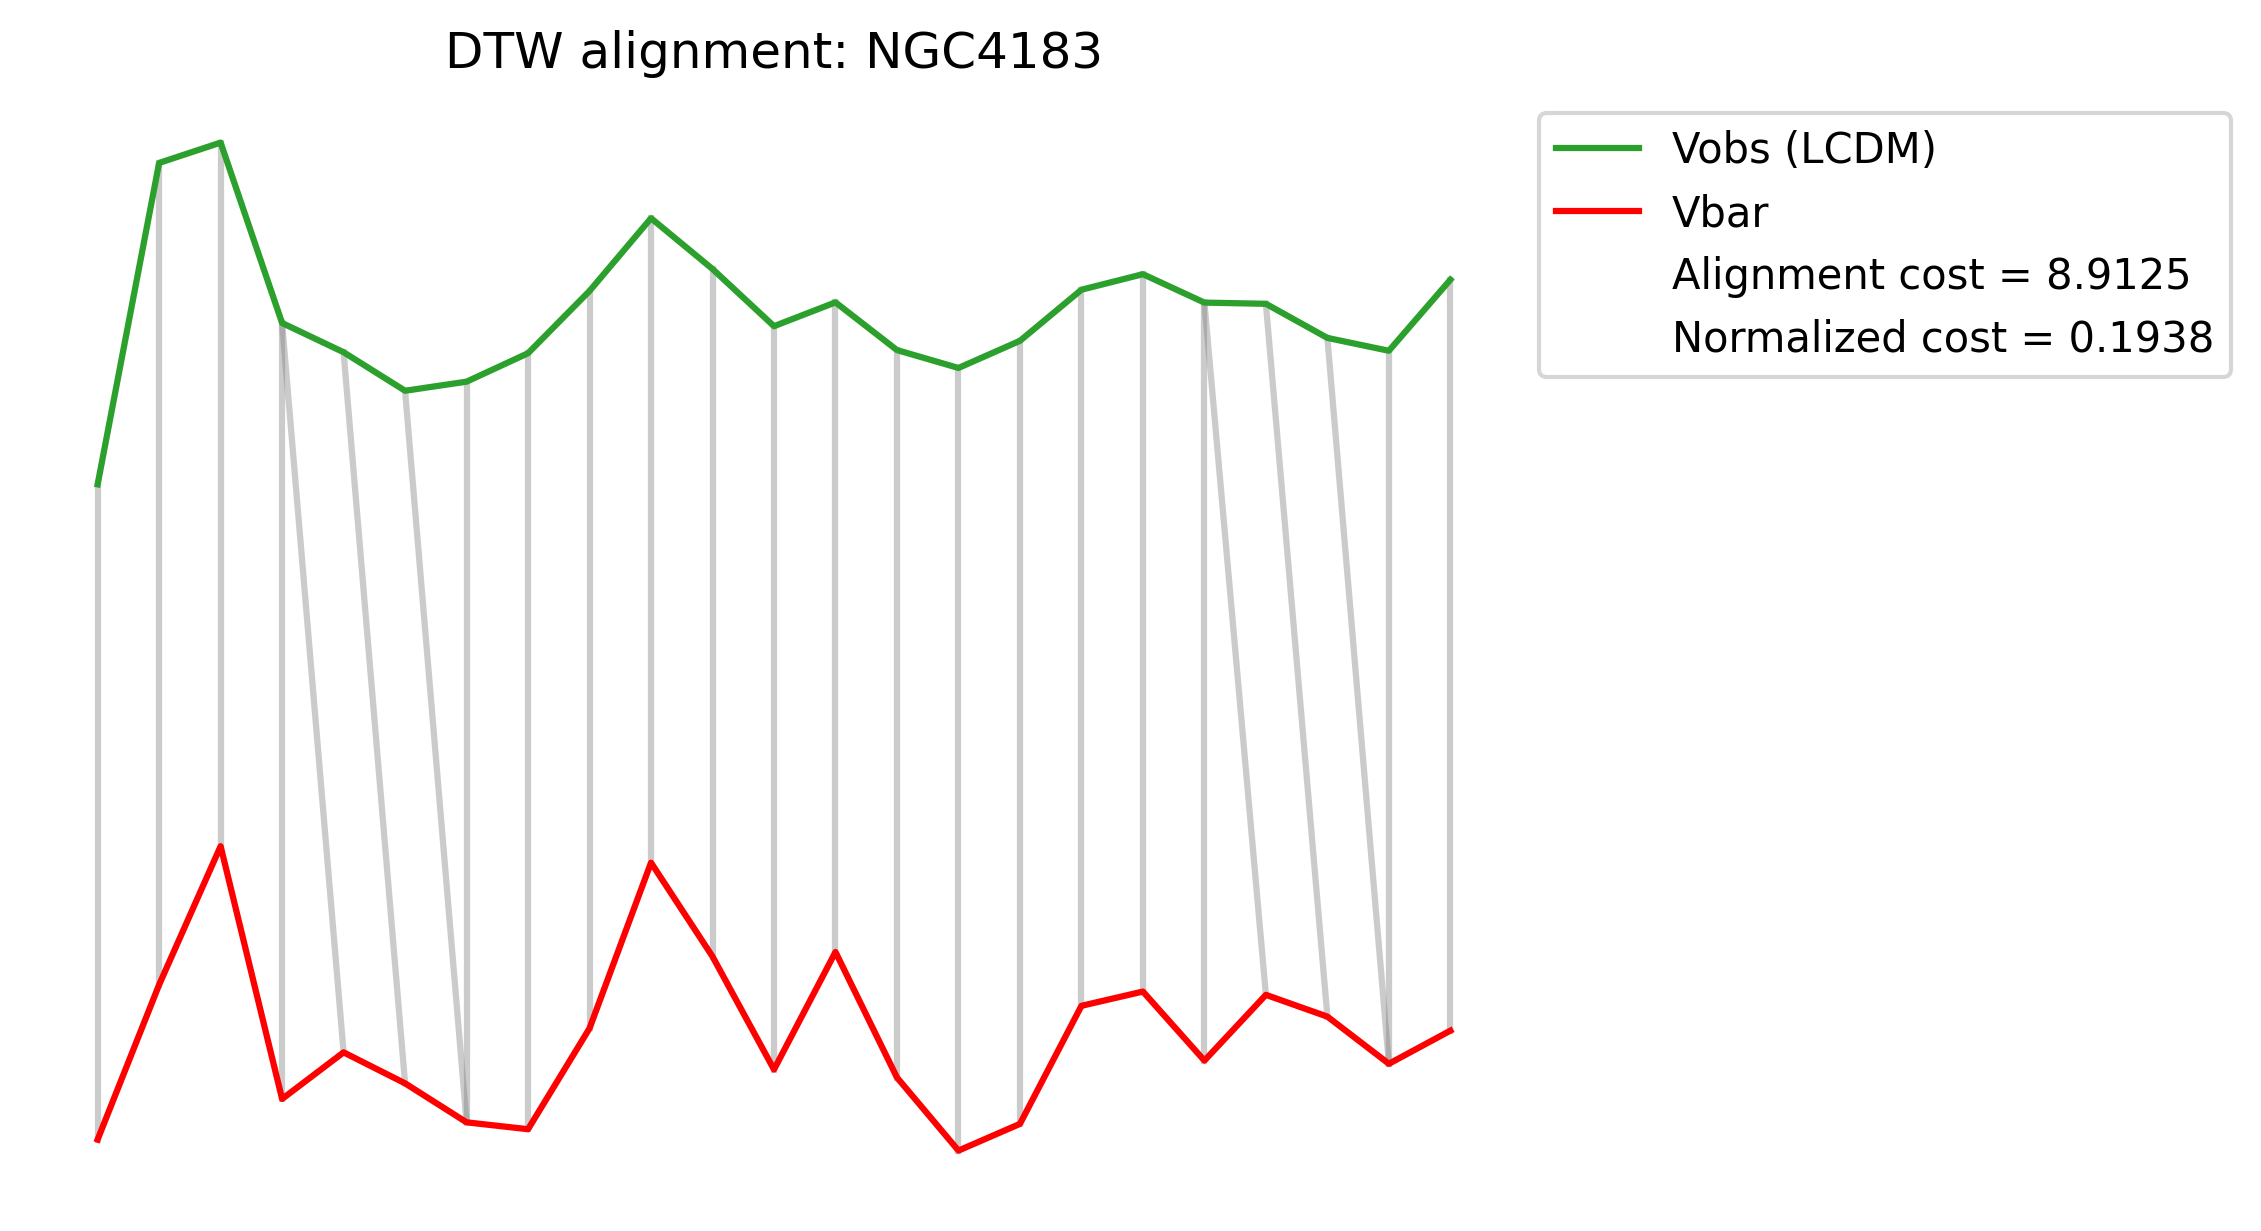 DTW alignment: NGC4183
Vobs (LCDM)
Vbar
Alignment cost = 8.9125
Normalized cost = 0.1938